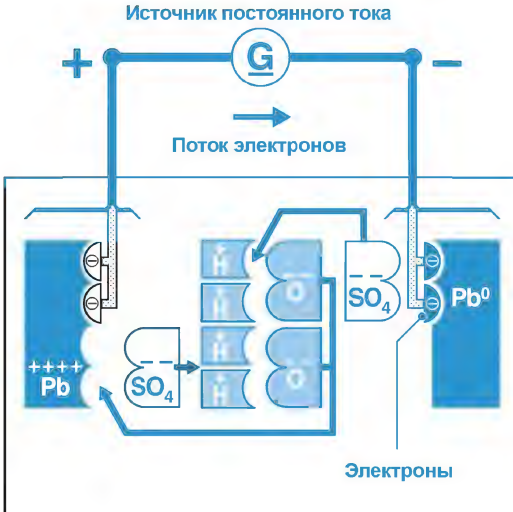 Источник постоянного тока
+ G –
Поток электронов
H
O
H
SO₄
Pb⁰
++++
Pb
SO₄
H
O
H
Электроны